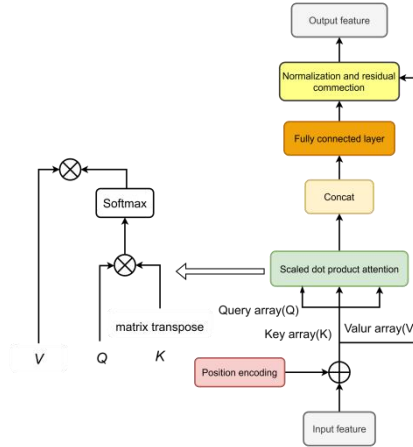 Output feature
Normalization and residual
commection
Fully connected layer
Concat
Softmax
Scaled dot product attention
Query array(Q)
matrix transpose
Key array(K)
Valur array(V
V
Q
K
Position encoding
Input feature